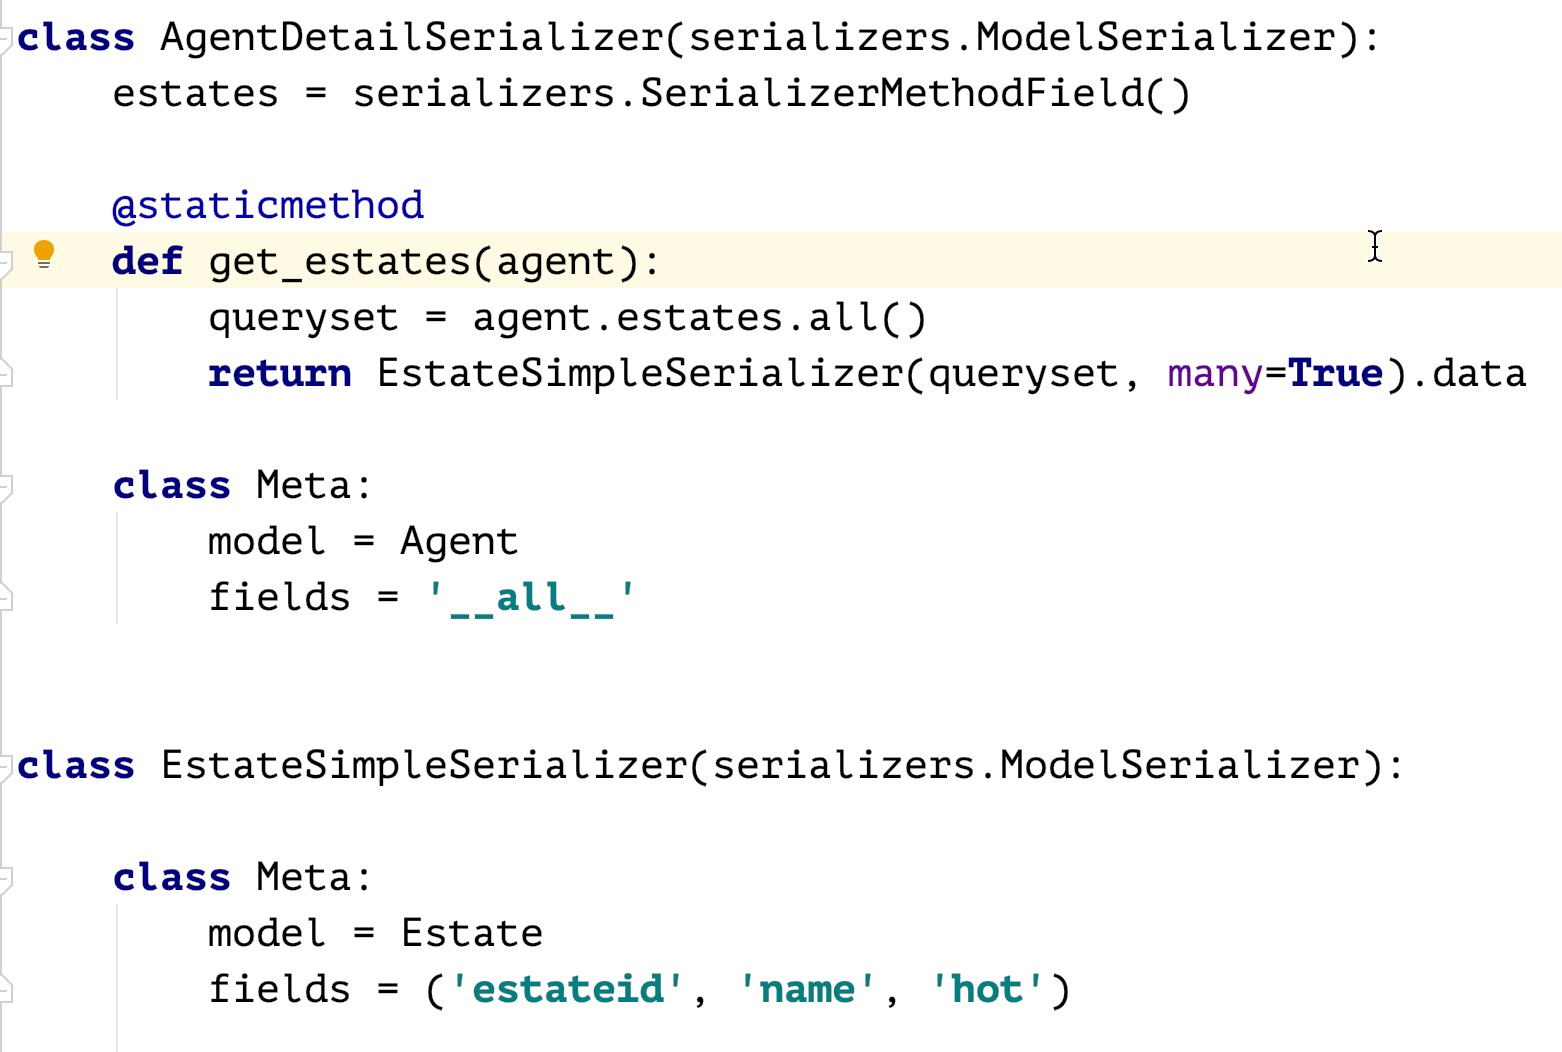 class AgentDetailSerializer(serializers.ModelSerializer):
    estates = serializers.SerializerMethodField()

    @staticmethod
    def get_estates(agent):
        queryset = agent.estates.all()
        return EstateSimpleSerializer(queryset, many=True).data

    class Meta:
        model = Agent
        fields = '__all__'


class EstateSimpleSerializer(serializers.ModelSerializer):

    class Meta:
        model = Estate
        fields = ('estateid', 'name', 'hot')